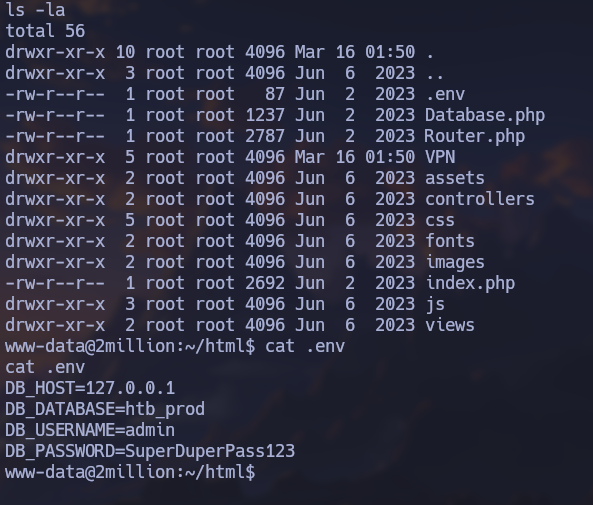 ls -la
total 56
drwxr-xr-x 10 root root 4096 Mar 16 01:50 .
drwxr-xr-x  3 root root 4096 Jun  6  2023 ..
-rw-r--r--  1 root root   87 Jun  2  2023 .env
-rw-r--r--  1 root root 1237 Jun  2  2023 Database.php
-rw-r--r--  1 root root 2787 Jun  2  2023 Router.php
drwxr-xr-x  5 root root 4096 Mar 16 01:50 VPN
drwxr-xr-x  2 root root 4096 Jun  6  2023 assets
drwxr-xr-x  2 root root 4096 Jun  6  2023 controllers
drwxr-xr-x  5 root root 4096 Jun  6  2023 css
drwxr-xr-x  2 root root 4096 Jun  6  2023 fonts
drwxr-xr-x  2 root root 4096 Jun  6  2023 images
-rw-r--r--  1 root root 2692 Jun  2  2023 index.php
drwxr-xr-x  3 root root 4096 Jun  6  2023 js
drwxr-xr-x  2 root root 4096 Jun  6  2023 views
www-data@2million:~/html$ cat .env
cat .env
DB_HOST=127.0.0.1
DB_DATABASE=htb_prod
DB_USERNAME=admin
DB_PASSWORD=SuperDuperPass123
www-data@2million:~/html$